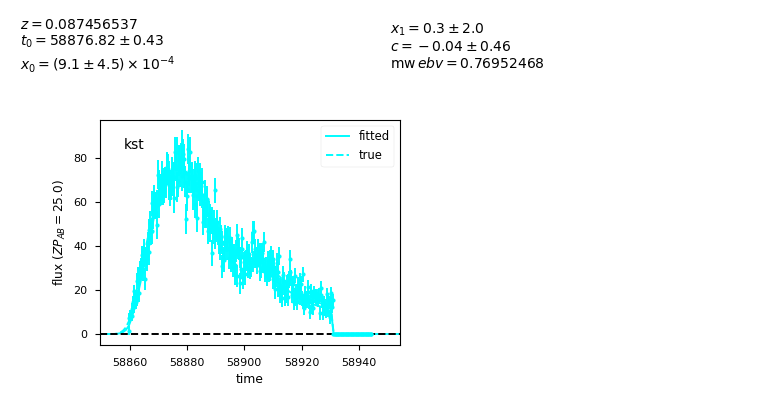 z = 0.087456537
t₀ = 58876.82 ± 0.43
x₀ = (9.1 ± 4.5) × 10⁻⁴
x₁ = 0.3 ± 2.0
c = −0.04 ± 0.46
mw ebv = 0.76952468
kst
fitted
true
flux (ZP_AB = 25.0)
80
60
40
20
0
58860 58880 58900 58920 58940
time